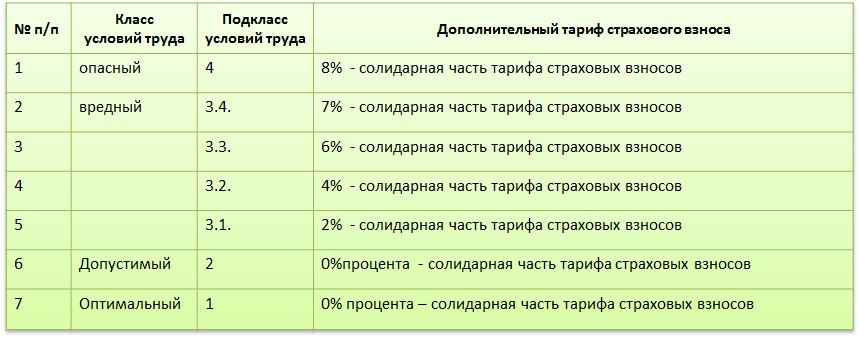 № п/п Класс условий труда Подкласс условий труда Дополнительный тариф страхового взноса
1 опасный 4 8% - солидарная часть тарифа страховых взносов
2 вредный 3.4. 7% - солидарная часть тарифа страховых взносов
3 3.3. 6% - солидарная часть тарифа страховых взносов
4 3.2. 4% - солидарная часть тарифа страховых взносов
5 3.1. 2% - солидарная часть тарифа страховых взносов
6 Допустимый 2 0%процента - солидарная часть тарифа страховых взносов
7 Оптимальный 1 0% процента – солидарная часть тарифа страховых взносов